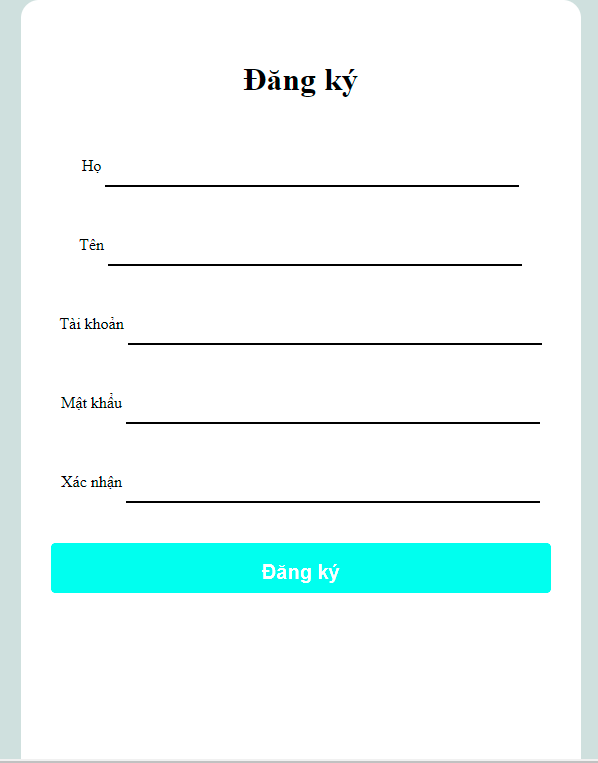 Đăng ký
Họ
Tên
Tài khoản
Mật khẩu
Xác nhận
Đăng ký